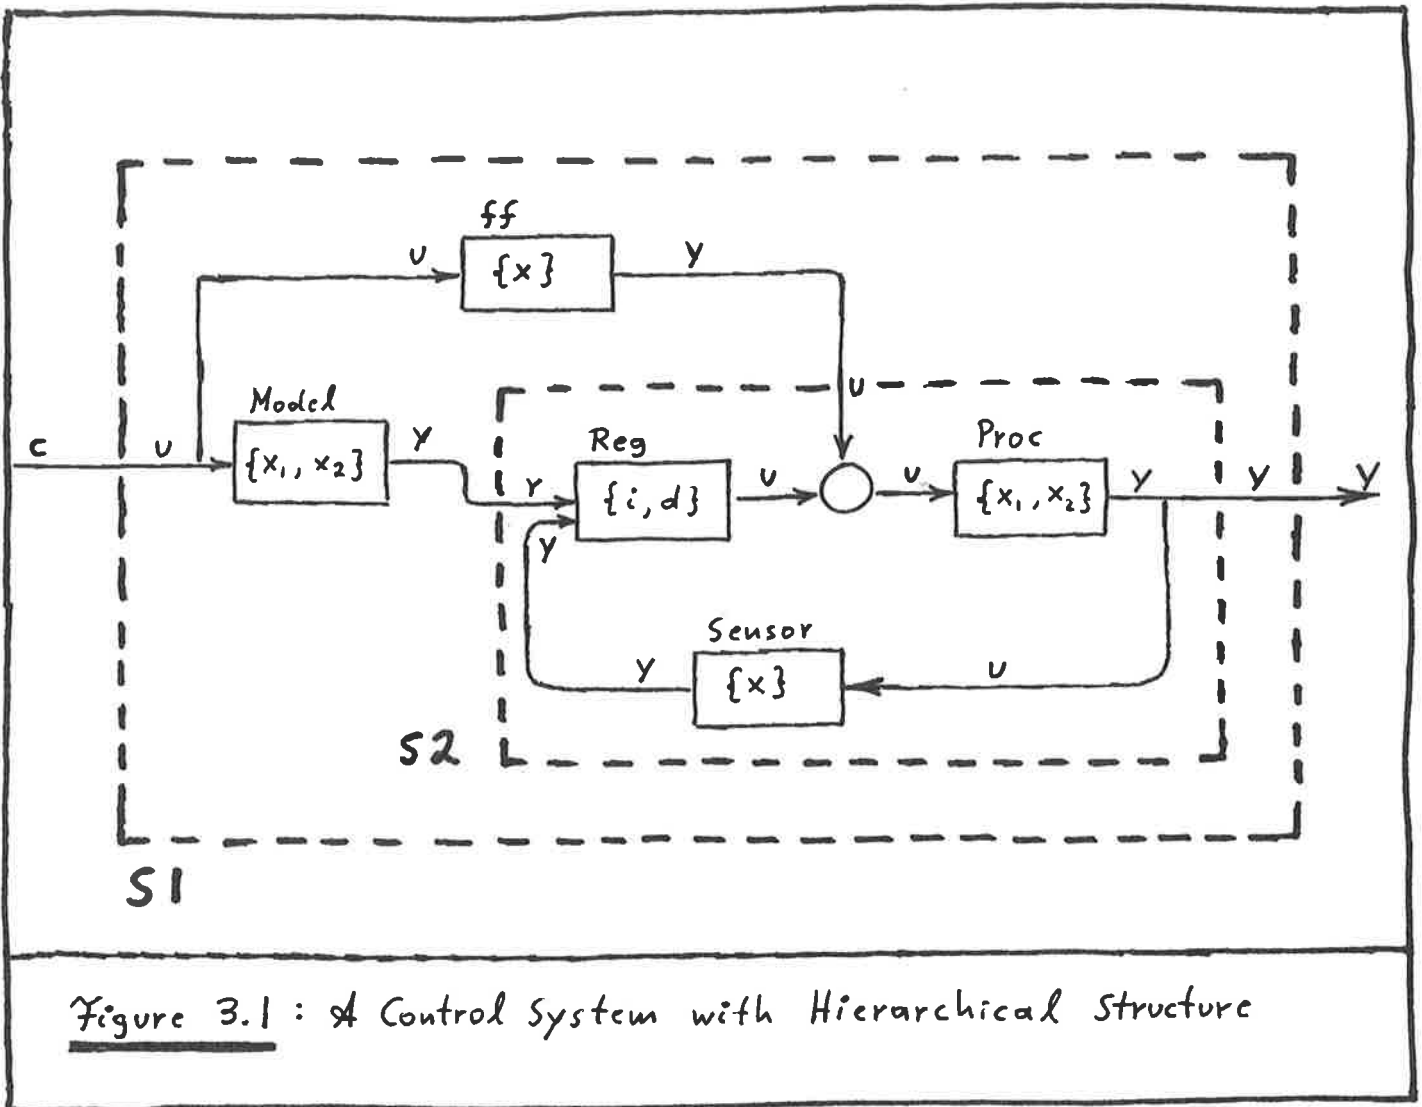 ff
u {x} y
u
Model
c u {x₁, x₂} y
Reg
r {i, d} u
y
Proc
u {x₁, x₂} y y y
Sensor
y {x} u
S2
S1
Figure 3.1 : A Control System with Hierarchical Structure